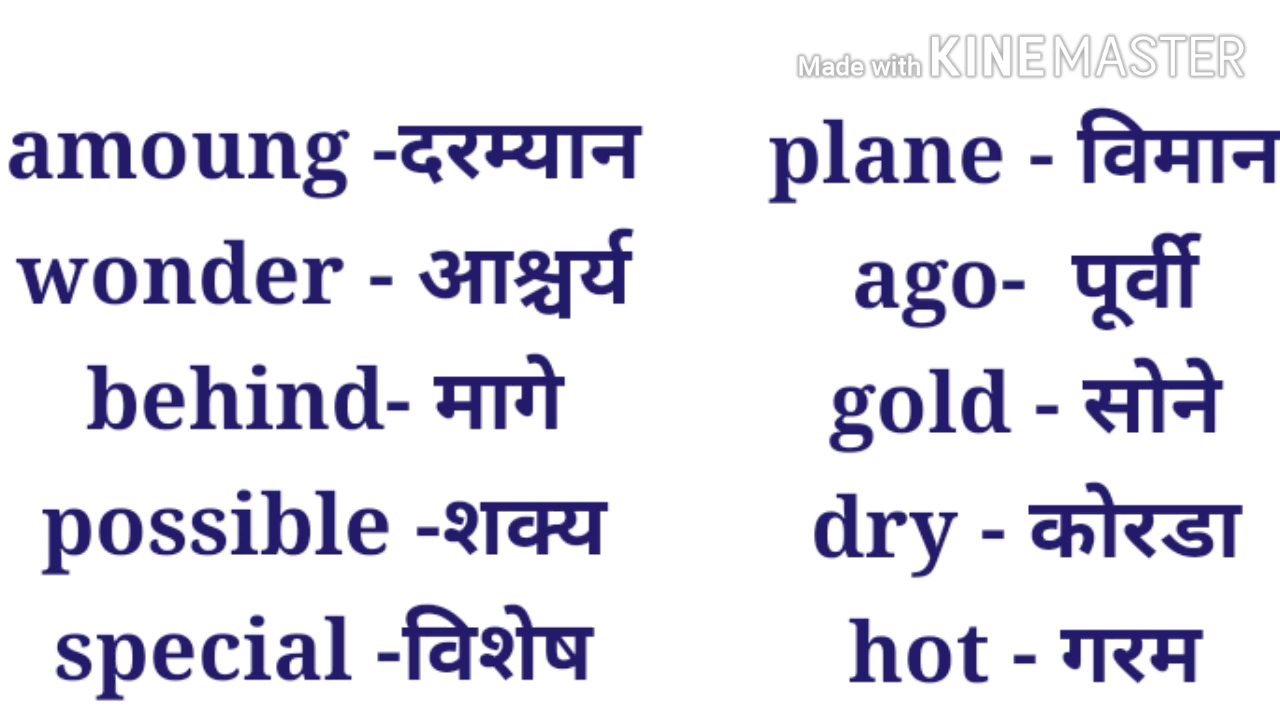 Made with KINEMASTER
amoung -दरम्यान
wonder - आश्चर्य
behind- मागे
possible -शक्य
special -विशेष
plane - विमान
ago- पूर्वी
gold - सोने
dry - कोरडा
hot - गरम